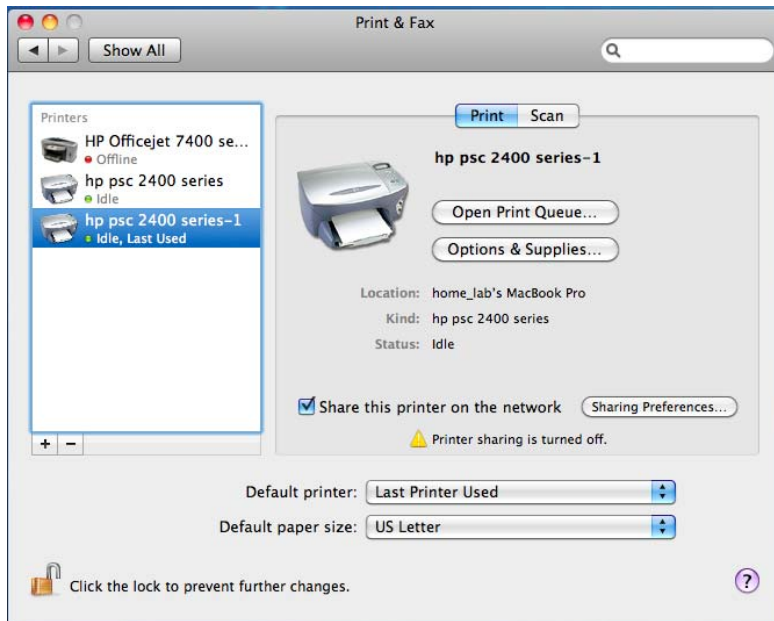 Print & Fax
Show All
Printers
HP Officejet 7400 se...
Offline
hp psc 2400 series
Idle
hp psc 2400 series-1
Idle, Last Used
Print Scan
hp psc 2400 series-1
Open Print Queue...
Options & Supplies...
Location: home_lab's MacBook Pro
Kind: hp psc 2400 series
Status: Idle
Share this printer on the network Sharing Preferences...
Printer sharing is turned off.
+ −
Default printer: Last Printer Used
Default paper size: US Letter
Click the lock to prevent further changes.
?